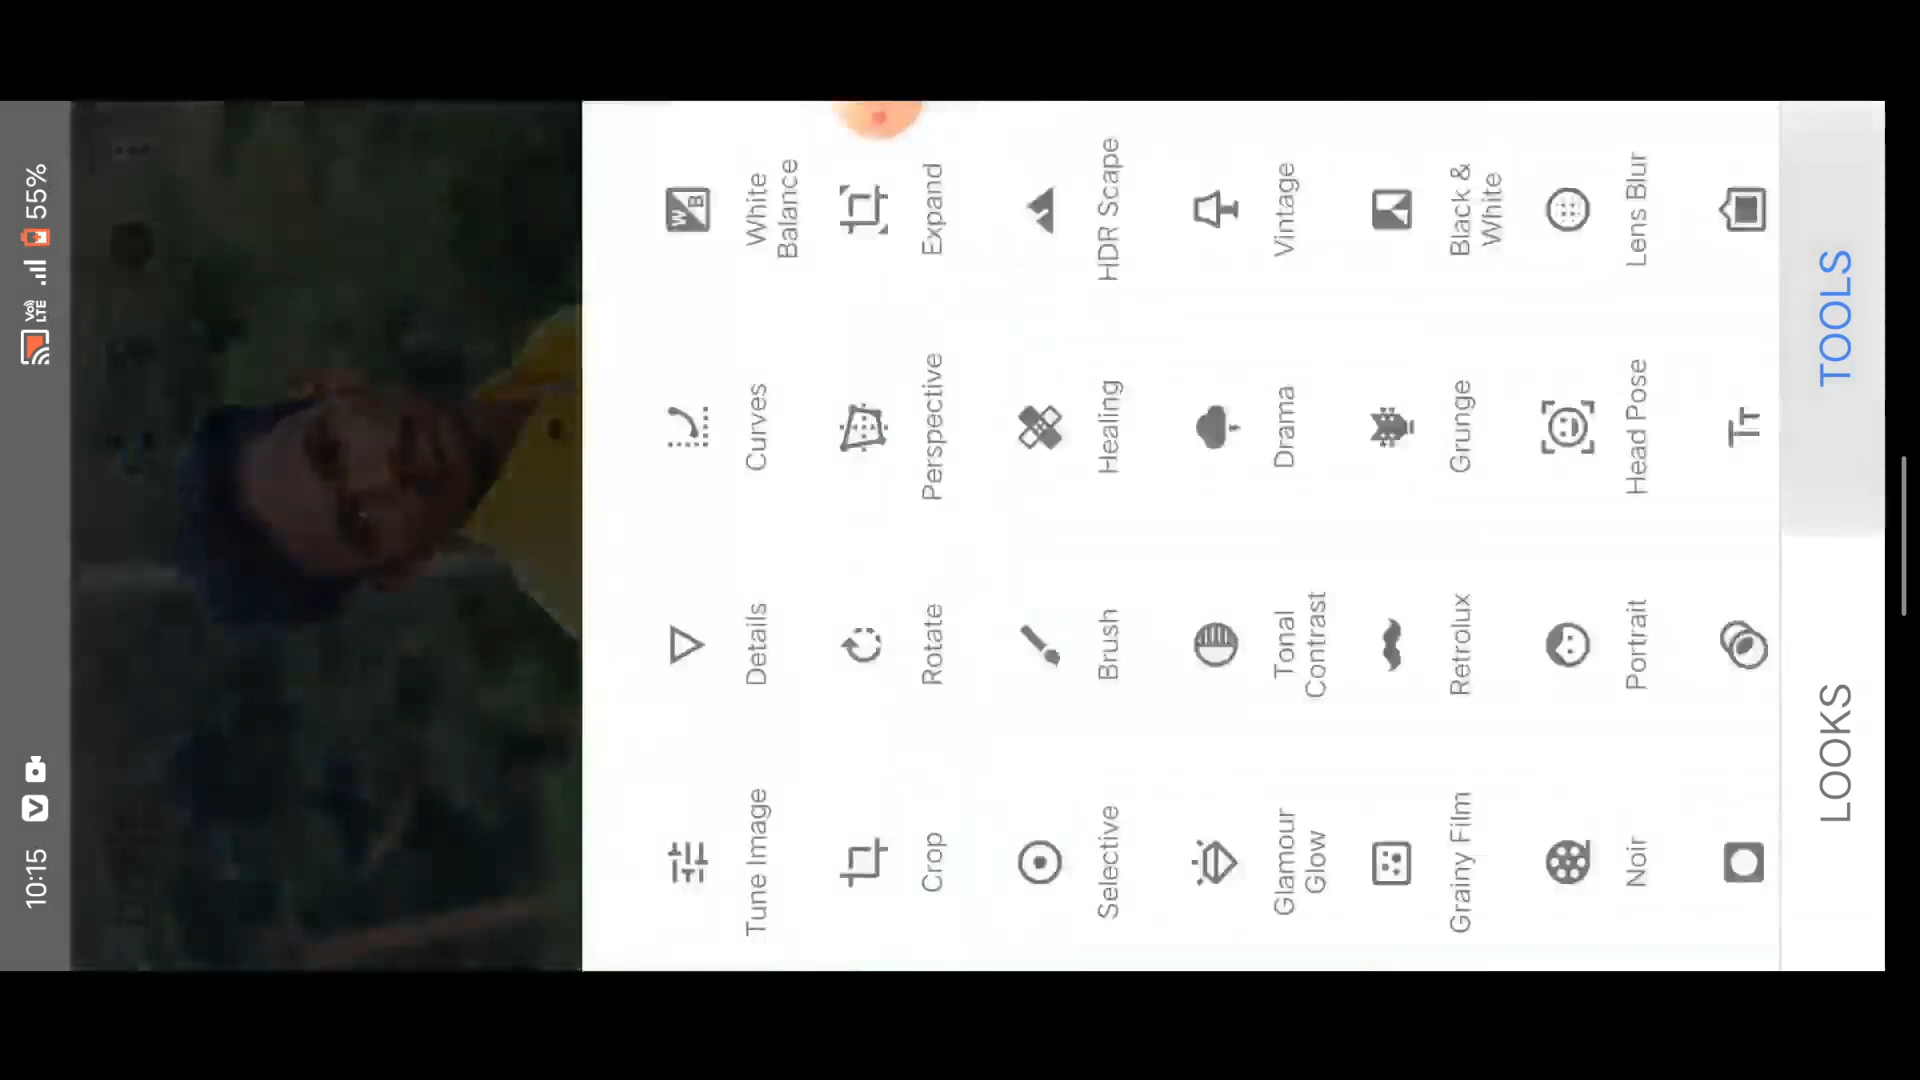 10:15
Vo)
LTE
55%
Tune Image
Details
Curves
White
Balance
Crop
Rotate
Perspective
Expand
Selective
Brush
Healing
HDR Scape
Glamour
Glow
Tonal
Contrast
Drama
Vintage
Grainy Film
Retrolux
Grunge
Black &
White
Noir
Portrait
Head Pose
Lens Blur
LOOKS
TOOLS